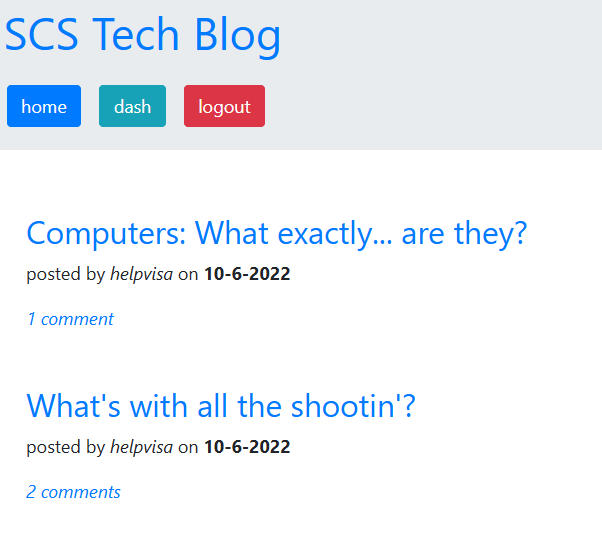 SCS Tech Blog
home dash logout
Computers: What exactly... are they?
posted by helpvisa on 10-6-2022
1 comment
What's with all the shootin'?
posted by helpvisa on 10-6-2022
2 comments